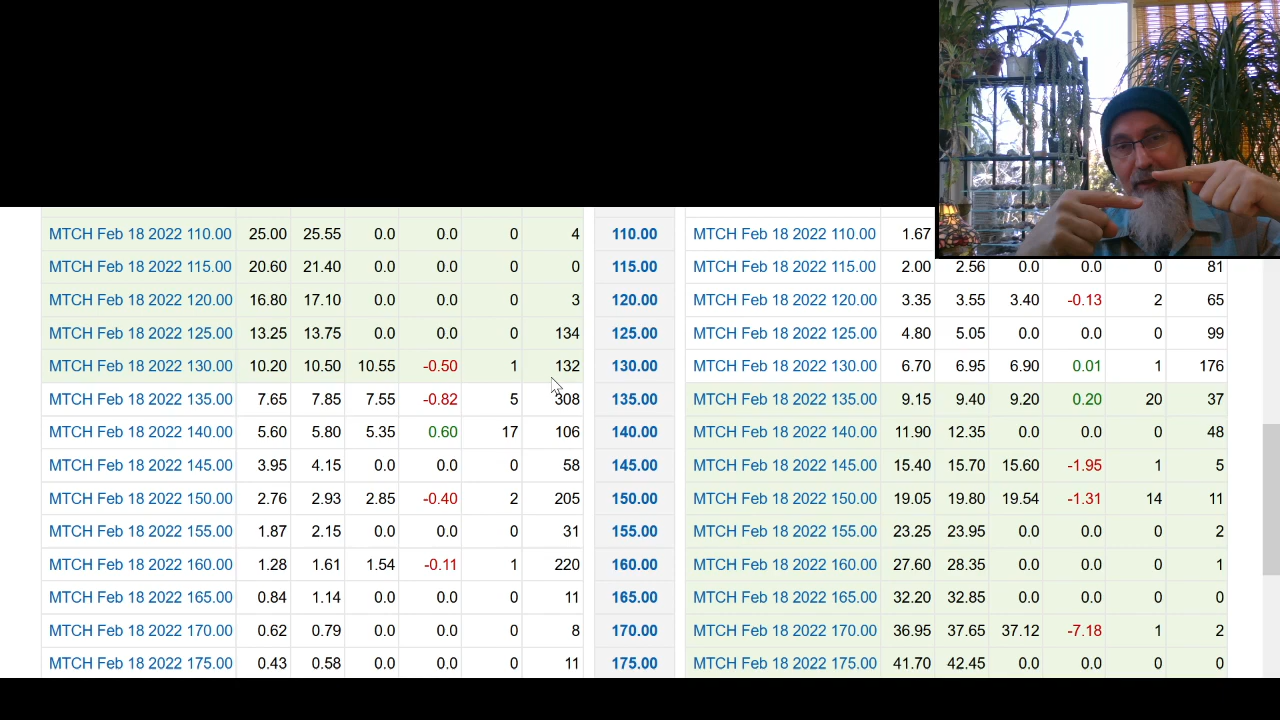 MTCH Feb 18 2022 110.00 25.00 25.55 0.0 0.0 0 4 110.00 MTCH Feb 18 2022 110.00 1.67
MTCH Feb 18 2022 115.00 20.60 21.40 0.0 0.0 0 0 115.00 MTCH Feb 18 2022 115.00 2.00 2.56 0.0 0.0 0 81
MTCH Feb 18 2022 120.00 16.80 17.10 0.0 0.0 0 3 120.00 MTCH Feb 18 2022 120.00 3.35 3.55 3.40 -0.13 2 65
MTCH Feb 18 2022 125.00 13.25 13.75 0.0 0.0 0 134 125.00 MTCH Feb 18 2022 125.00 4.80 5.05 0.0 0.0 0 99
MTCH Feb 18 2022 130.00 10.20 10.50 10.55 -0.50 1 132 130.00 MTCH Feb 18 2022 130.00 6.70 6.95 6.90 0.01 1 176
MTCH Feb 18 2022 135.00 7.65 7.85 7.55 -0.82 5 308 135.00 MTCH Feb 18 2022 135.00 9.15 9.40 9.20 0.20 20 37
MTCH Feb 18 2022 140.00 5.60 5.80 5.35 0.60 17 106 140.00 MTCH Feb 18 2022 140.00 11.90 12.35 0.0 0.0 0 48
MTCH Feb 18 2022 145.00 3.95 4.15 0.0 0.0 0 58 145.00 MTCH Feb 18 2022 145.00 15.40 15.70 15.60 -1.95 1 5
MTCH Feb 18 2022 150.00 2.76 2.93 2.85 -0.40 2 205 150.00 MTCH Feb 18 2022 150.00 19.05 19.80 19.54 -1.31 14 11
MTCH Feb 18 2022 155.00 1.87 2.15 0.0 0.0 0 31 155.00 MTCH Feb 18 2022 155.00 23.25 23.95 0.0 0.0 0 2
MTCH Feb 18 2022 160.00 1.28 1.61 1.54 -0.11 1 220 160.00 MTCH Feb 18 2022 160.00 27.60 28.35 0.0 0.0 0 1
MTCH Feb 18 2022 165.00 0.84 1.14 0.0 0.0 0 11 165.00 MTCH Feb 18 2022 165.00 32.20 32.85 0.0 0.0 0 0
MTCH Feb 18 2022 170.00 0.62 0.79 0.0 0.0 0 8 170.00 MTCH Feb 18 2022 170.00 36.95 37.65 37.12 -7.18 1 2
MTCH Feb 18 2022 175.00 0.43 0.58 0.0 0.0 0 11 175.00 MTCH Feb 18 2022 175.00 41.70 42.45 0.0 0.0 0 0